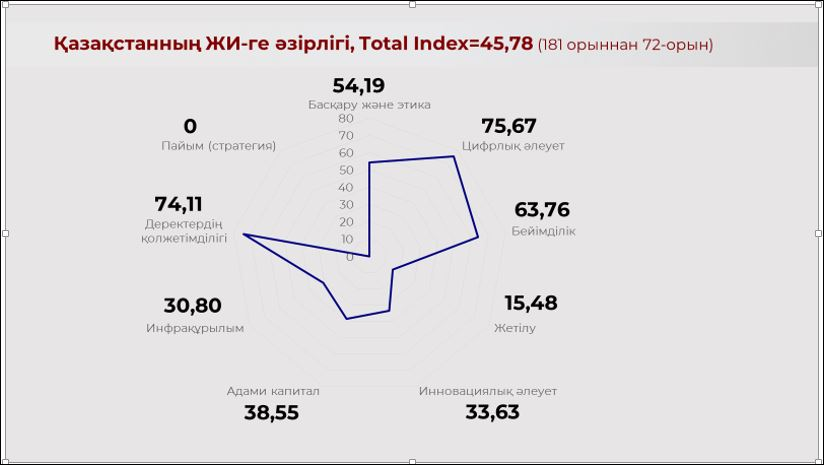 Қазақстанның ЖИ-ге әзірлігі, Total Index=45,78 (181 орыннан 72-орын)
54,19
Басқару және этика
0
Пайым (стратегия)
75,67
Цифрлық әлеует
74,11
Деректердің
қолжетімділігі
63,76
Бейімділік
30,80
Инфрақұрылым
15,48
Жетілу
Адами капитал
38,55
Инновациялық әлеует
33,63
80
70
60
50
40
30
20
10
0